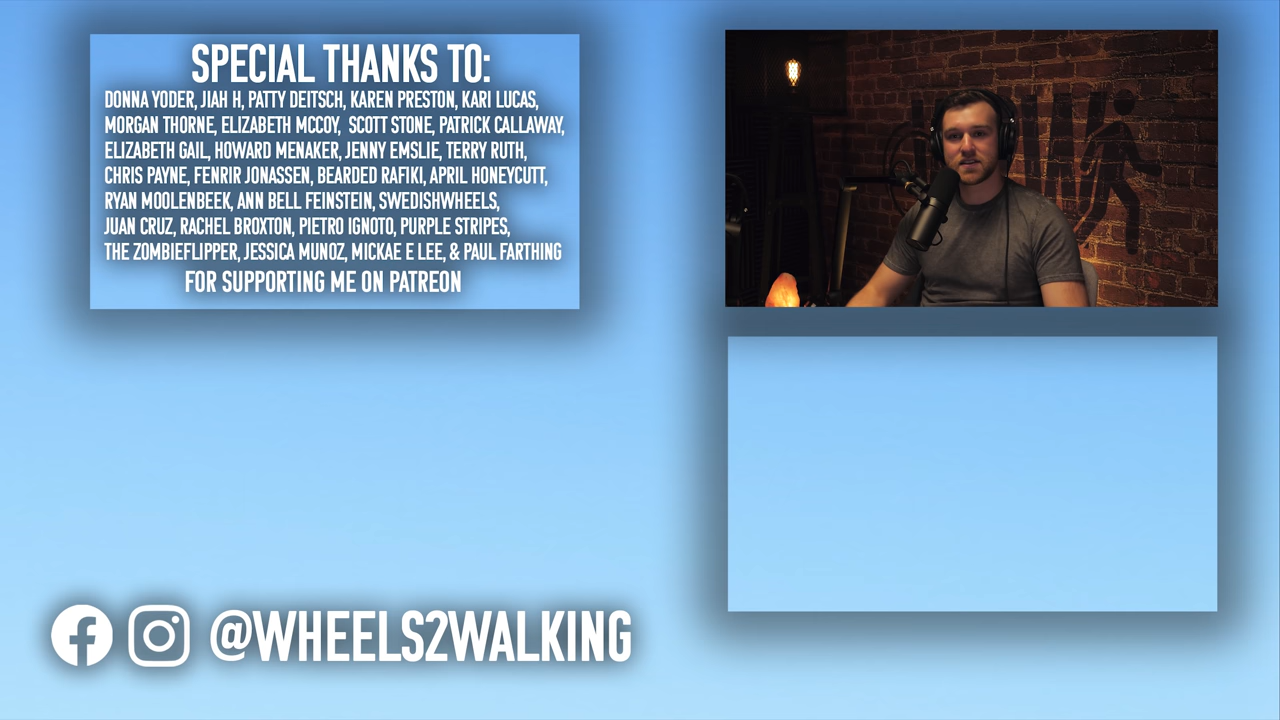 SPECIAL THANKS TO:
DONNA YODER, JIAH H, PATTY DEITSCH, KAREN PRESTON, KARI LUCAS,
MORGAN THORNE, ELIZABETH MCCOY, SCOTT STONE, PATRICK CALLAWAY,
ELIZABETH GAIL, HOWARD MENAKER, JENNY EMSLIE, TERRY RUTH,
CHRIS PAYNE, FENRIR JONASSEN, BEARDED RAFIKI, APRIL HONEYCUTT,
RYAN MOOLENBEEK, ANN BELL FEINSTEIN, SWEDISHWHEELS,
JUAN CRUZ, RACHEL BROXTON, PIETRO IGNOTO, PURPLE STRIPES,
THE ZOMBIEFLIPPER, JESSICA MUNOZ, MICKAE E LEE, & PAUL FARTHING
FOR SUPPORTING ME ON PATREON
@WHEELS2WALKING